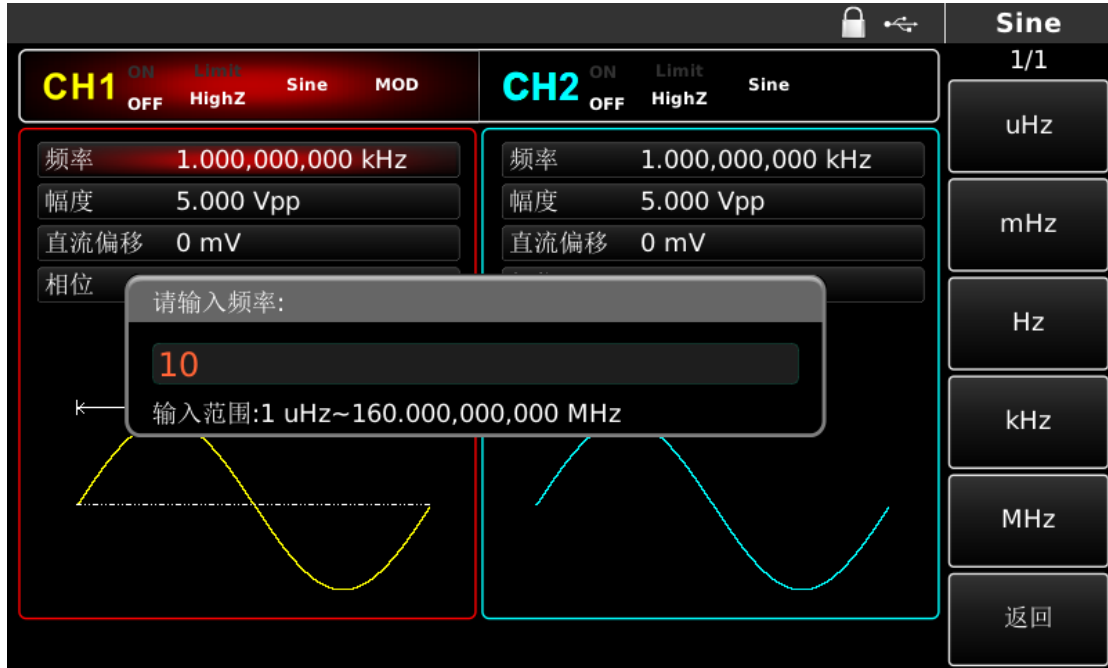 Sine
1/1
CH1 ON OFF Limit HighZ Sine MOD
CH2 ON OFF Limit HighZ Sine
频率 1.000,000,000 kHz
幅度 5.000 Vpp
直流偏移 0 mV
相位
频率 1.000,000,000 kHz
幅度 5.000 Vpp
直流偏移 0 mV
请输入频率:
10
输入范围:1 uHz~160.000,000,000 MHz
uHz
mHz
Hz
kHz
MHz
返回